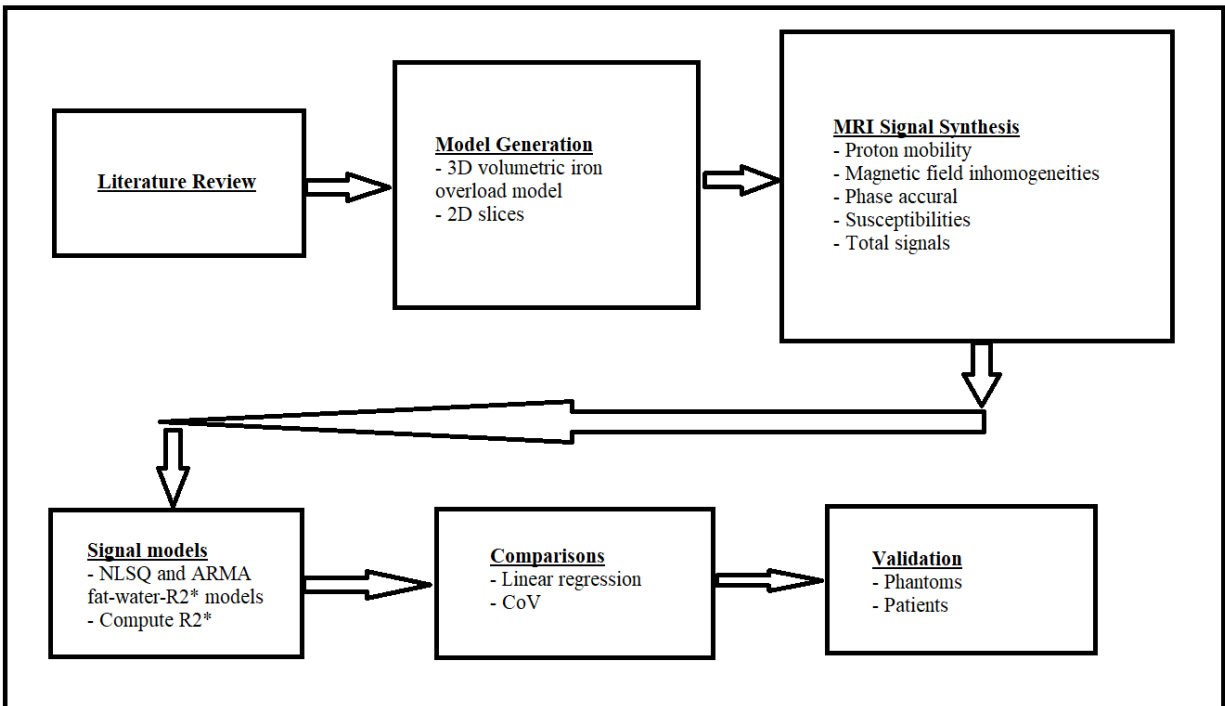 Literature Review
Model Generation
- 3D volumetric iron
overload model
- 2D slices
MRI Signal Synthesis
- Proton mobility
- Magnetic field inhomogeneities
- Phase accural
- Susceptibilities
- Total signals
Signal models
- NLSQ and ARMA
fat-water-R2* models
- Compute R2*
Comparisons
- Linear regression
- CoV
Validation
- Phantoms
- Patients